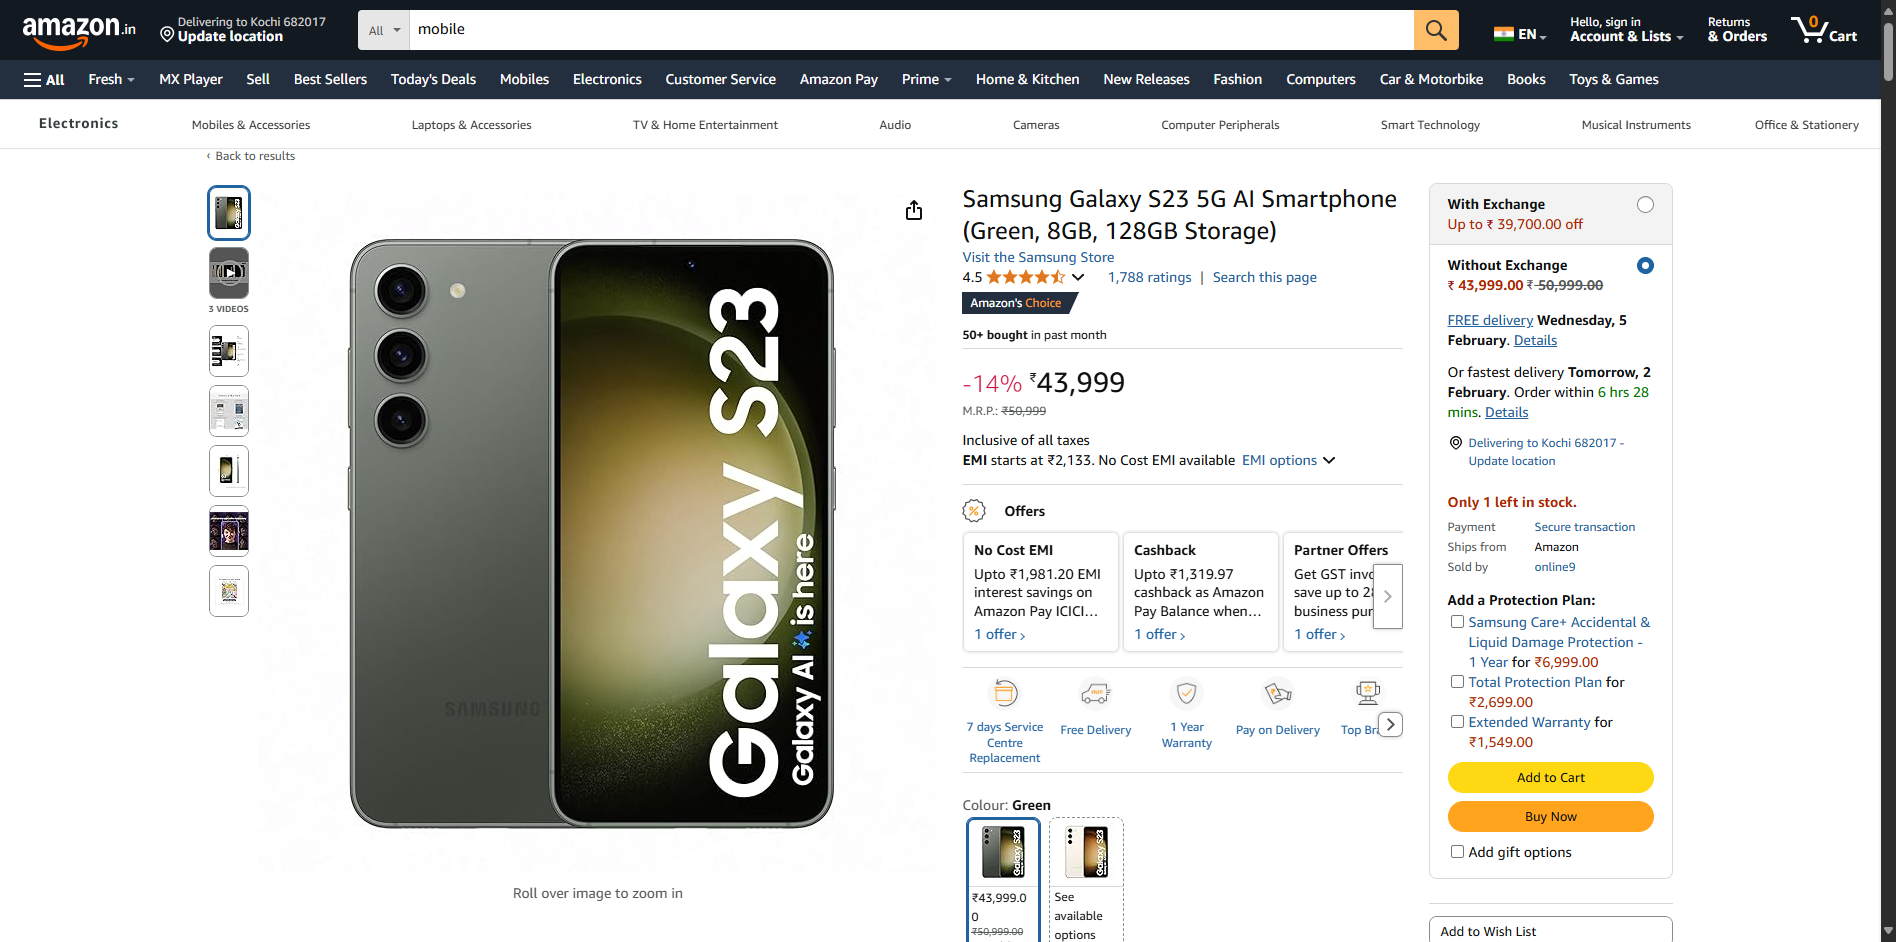 amazon.in
Delivering to Kochi 682017
Update location
All
mobile
EN
Hello, sign in
Account & Lists
Returns
& Orders
0
Cart
All
Fresh
MX Player
Sell
Best Sellers
Today's Deals
Mobiles
Electronics
Customer Service
Amazon Pay
Prime
Home & Kitchen
New Releases
Fashion
Computers
Car & Motorbike
Books
Toys & Games
Electronics
Mobiles & Accessories
Laptops & Accessories
TV & Home Entertainment
Audio
Cameras
Computer Peripherals
Smart Technology
Musical Instruments
Office & Stationery
‹ Back to results
3 VIDEOS
SAMSUNG
Galaxy S23
Galaxy AI is here
Roll over image to zoom in
Samsung Galaxy S23 5G AI Smartphone
(Green, 8GB, 128GB Storage)
Visit the Samsung Store
4.5
1,788 ratings | Search this page
Amazon's Choice
50+ bought in past month
-14% ₹43,999
M.R.P.: ₹50,999
Inclusive of all taxes
EMI starts at ₹2,133. No Cost EMI available EMI options
Offers
No Cost EMI
Upto ₹1,981.20 EMI
interest savings on
Amazon Pay ICICI…
1 offer ›
Cashback
Upto ₹1,319.97
cashback as Amazon
Pay Balance when…
1 offer ›
Partner Offers
Get GST invo
save up to 28
business pur
1 offer ›
7 days Service
Centre
Replacement
Free Delivery
1 Year
Warranty
Pay on Delivery
Top Bra
Colour: Green
Galaxy S23
₹43,999.0
0
₹50,999.00
Galaxy S23
See
available
options
With Exchange
Up to ₹ 39,700.00 off
Without Exchange
₹ 43,999.00 ₹ 50,999.00
FREE delivery Wednesday, 5
February. Details
Or fastest delivery Tomorrow, 2
February. Order within 6 hrs 28
mins. Details
Delivering to Kochi 682017 -
Update location
Only 1 left in stock.
Payment Secure transaction
Ships from Amazon
Sold by online9
Add a Protection Plan:
Samsung Care+ Accidental &
Liquid Damage Protection -
1 Year for ₹6,999.00
Total Protection Plan for
₹2,699.00
Extended Warranty for
₹1,549.00
Add to Cart
Buy Now
Add gift options
Add to Wish List